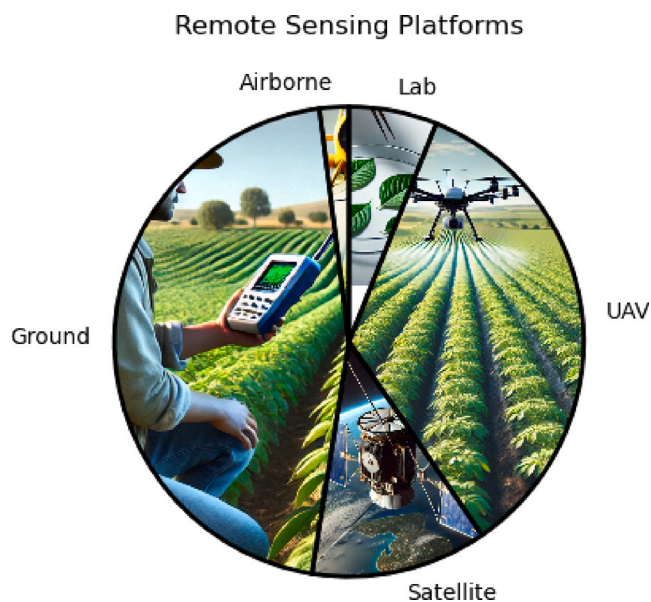 Remote Sensing Platforms
Airborne
Lab
UAV
Ground
Satellite